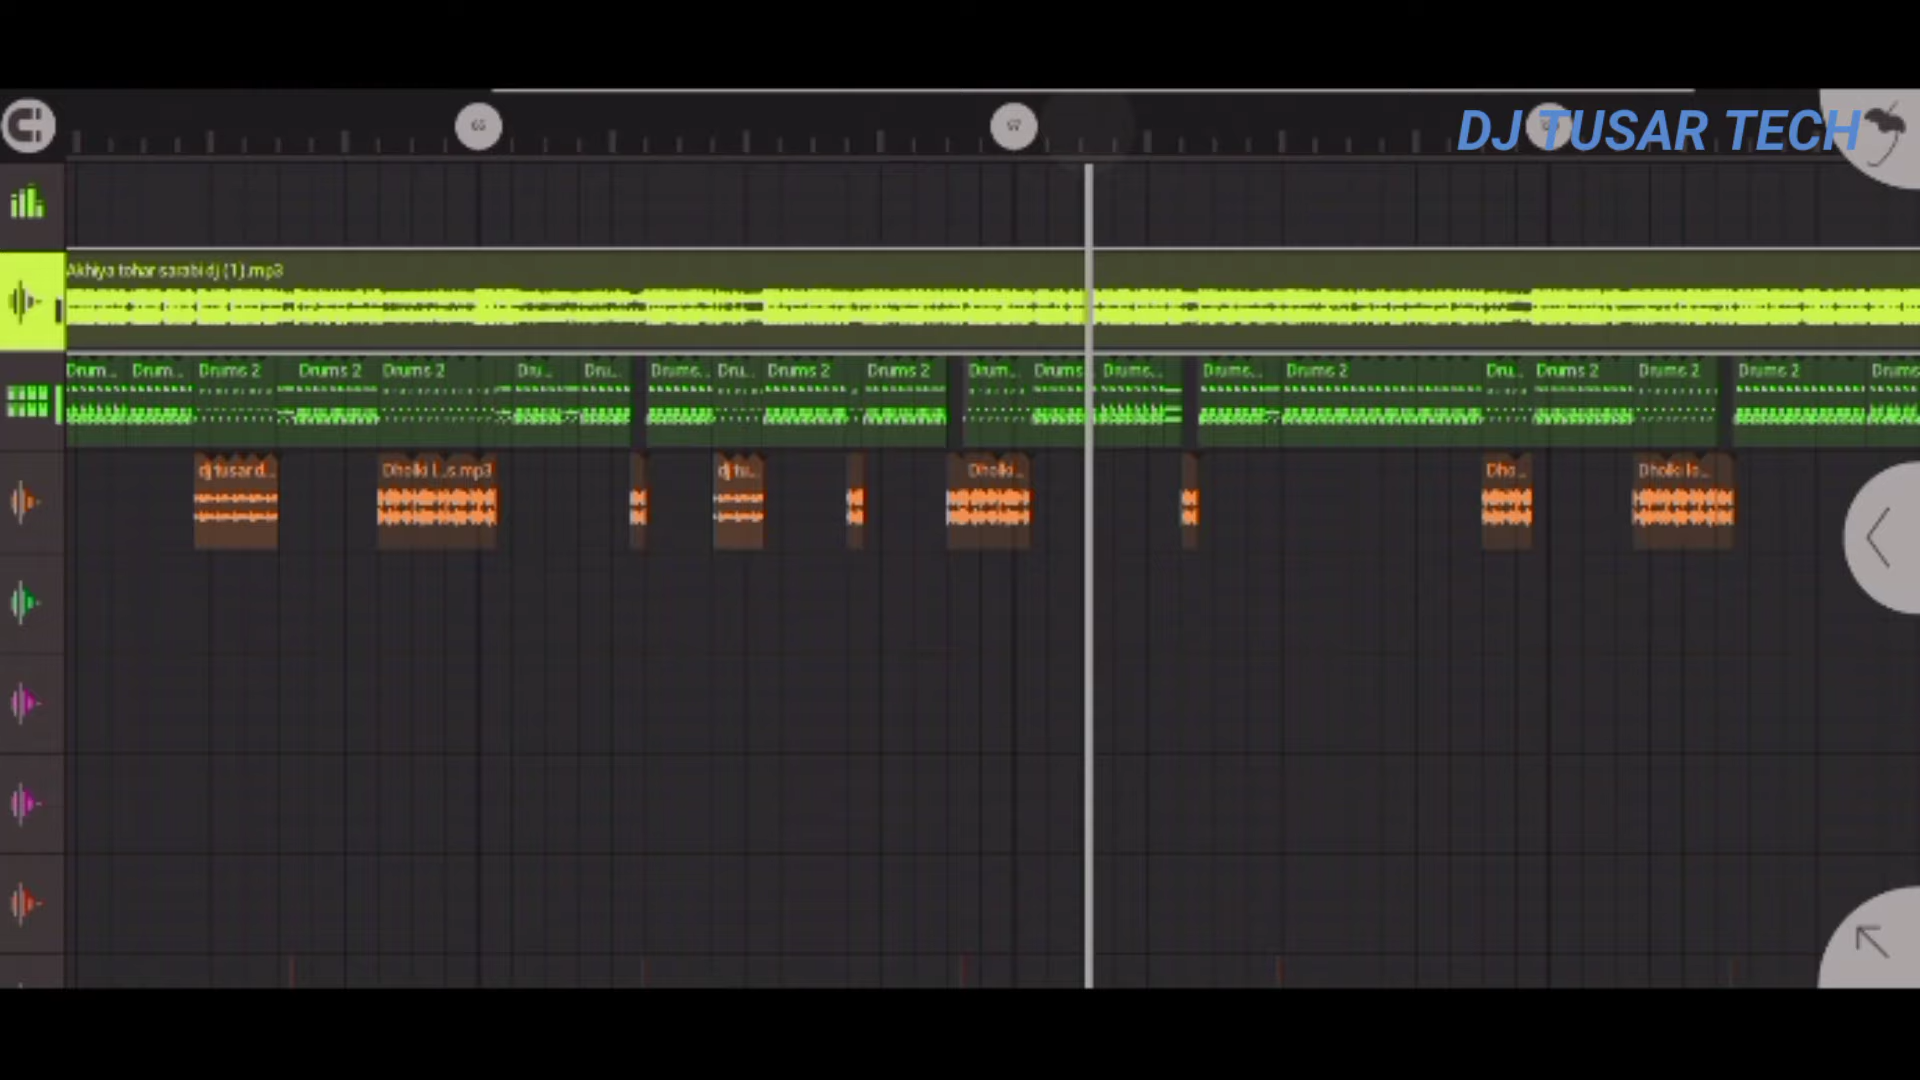 DJ TUSAR TECH
Akhiya tohar sarabi dj (1).mp3
Drum... Drum... Drums 2 Drums 2 Drums 2 Dru... Dru... Drums... Dru... Drums 2 Drums 2 Drum... Drums... Drums... Drums... Drums 2 Dru... Drums 2 Drums 2 Drums 2 Drums
dj tusar d... Dholki l...s.mp3 dj tu... Dholki... Dho... Dholki lo...